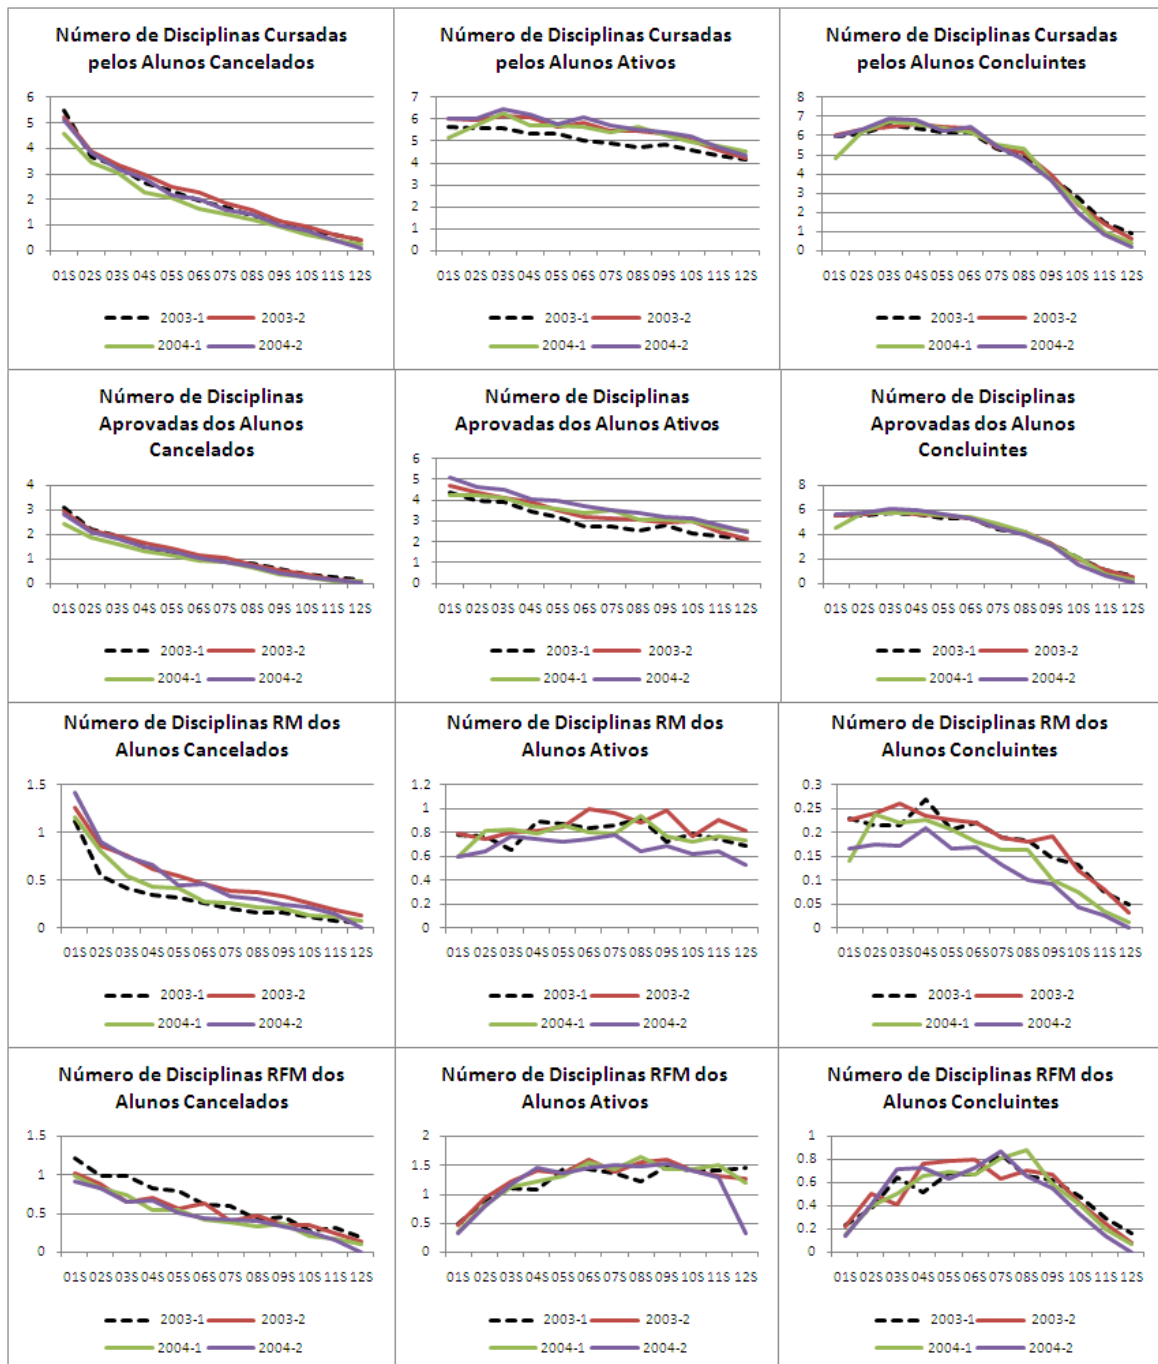 Número de Disciplinas Cursadas
pelos Alunos Cancelados
6
5
4
3
2
1
0
01S 02S 03S 04S 05S 06S 07S 08S 09S 10S 11S 12S
2003-1 2003-2
2004-1 2004-2
Número de Disciplinas Cursadas
pelos Alunos Ativos
7
6
5
4
3
2
1
0
01S 02S 03S 04S 05S 06S 07S 08S 09S 10S 11S 12S
2003-1 2003-2
2004-1 2004-2
Número de Disciplinas Cursadas
pelos Alunos Concluintes
8
7
6
5
4
3
2
1
0
01S 02S 03S 04S 05S 06S 07S 08S 09S 10S 11S 12S
2003-1 2003-2
2004-1 2004-2
Número de Disciplinas
Aprovadas dos Alunos
Cancelados
4
3
2
1
0
01S 02S 03S 04S 05S 06S 07S 08S 09S 10S 11S 12S
2003-1 2003-2
2004-1 2004-2
Número de Disciplinas
Aprovadas dos Alunos Ativos
6
5
4
3
2
1
0
01S 02S 03S 04S 05S 06S 07S 08S 09S 10S 11S 12S
2003-1 2003-2
2004-1 2004-2
Número de Disciplinas
Aprovadas dos Alunos
Concluintes
8
6
4
2
0
01S 02S 03S 04S 05S 06S 07S 08S 09S 10S 11S 12S
2003-1 2003-2
2004-1 2004-2
Número de Disciplinas RM dos
Alunos Cancelados
1.5
1
0.5
0
01S 02S 03S 04S 05S 06S 07S 08S 09S 10S 11S 12S
2003-1 2003-2
2004-1 2004-2
Número de Disciplinas RM dos
Alunos Ativos
1.2
1
0.8
0.6
0.4
0.2
0
01S 02S 03S 04S 05S 06S 07S 08S 09S 10S 11S 12S
2003-1 2003-2
2004-1 2004-2
Número de Disciplinas RM dos
Alunos Concluintes
0.3
0.25
0.2
0.15
0.1
0.05
0
01S 02S 03S 04S 05S 06S 07S 08S 09S 10S 11S 12S
2003-1 2003-2
2004-1 2004-2
Número de Disciplinas RFM dos
Alunos Cancelados
1.5
1
0.5
0
01S 02S 03S 04S 05S 06S 07S 08S 09S 10S 11S 12S
2003-1 2003-2
2004-1 2004-2
Número de Disciplinas RFM dos
Alunos Ativos
2
1.5
1
0.5
0
01S 02S 03S 04S 05S 06S 07S 08S 09S 10S 11S 12S
2003-1 2003-2
2004-1 2004-2
Número de Disciplinas RFM dos
Alunos Concluintes
1
0.8
0.6
0.4
0.2
0
01S 02S 03S 04S 05S 06S 07S 08S 09S 10S 11S 12S
2003-1 2003-2
2004-1 2004-2